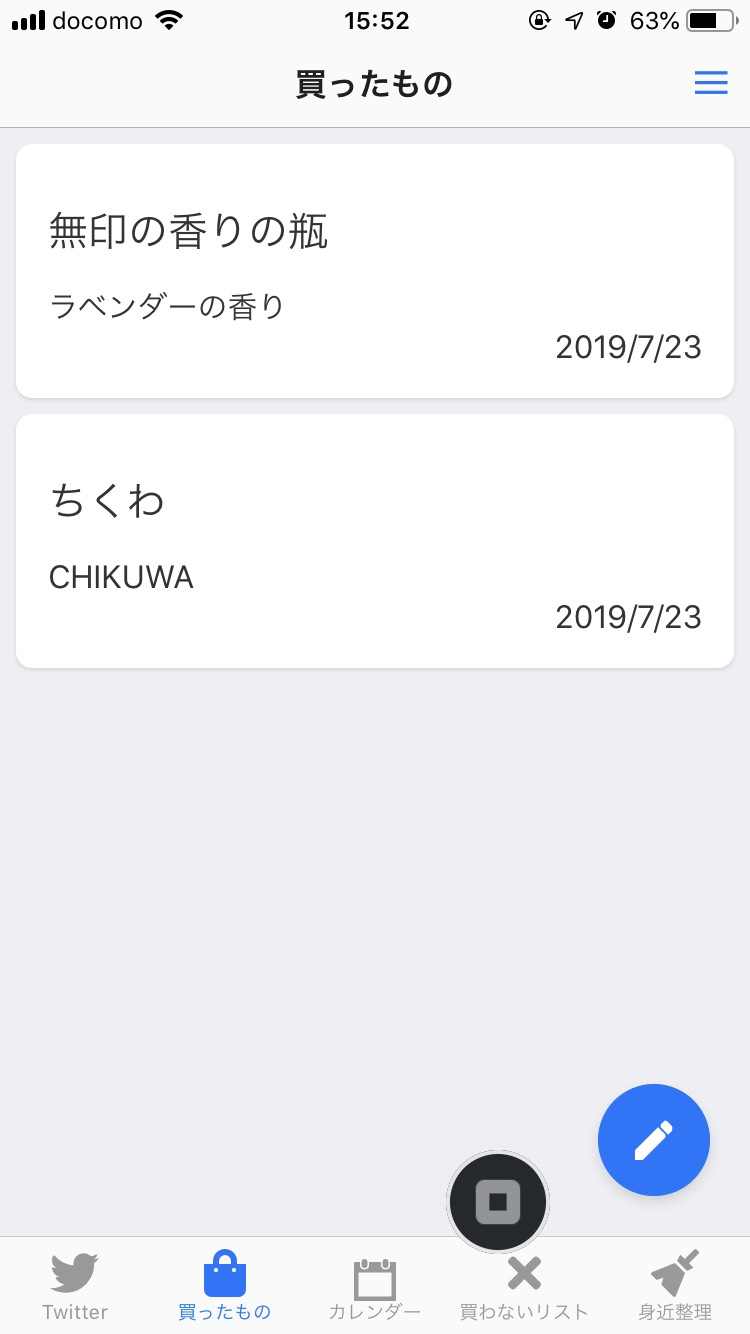 docomo 15:52 63%
買ったもの
無印の香りの瓶
ラベンダーの香り
2019/7/23
ちくわ
CHIKUWA
2019/7/23
Twitter 買ったもの カレンダー 買わないリスト 身近整理